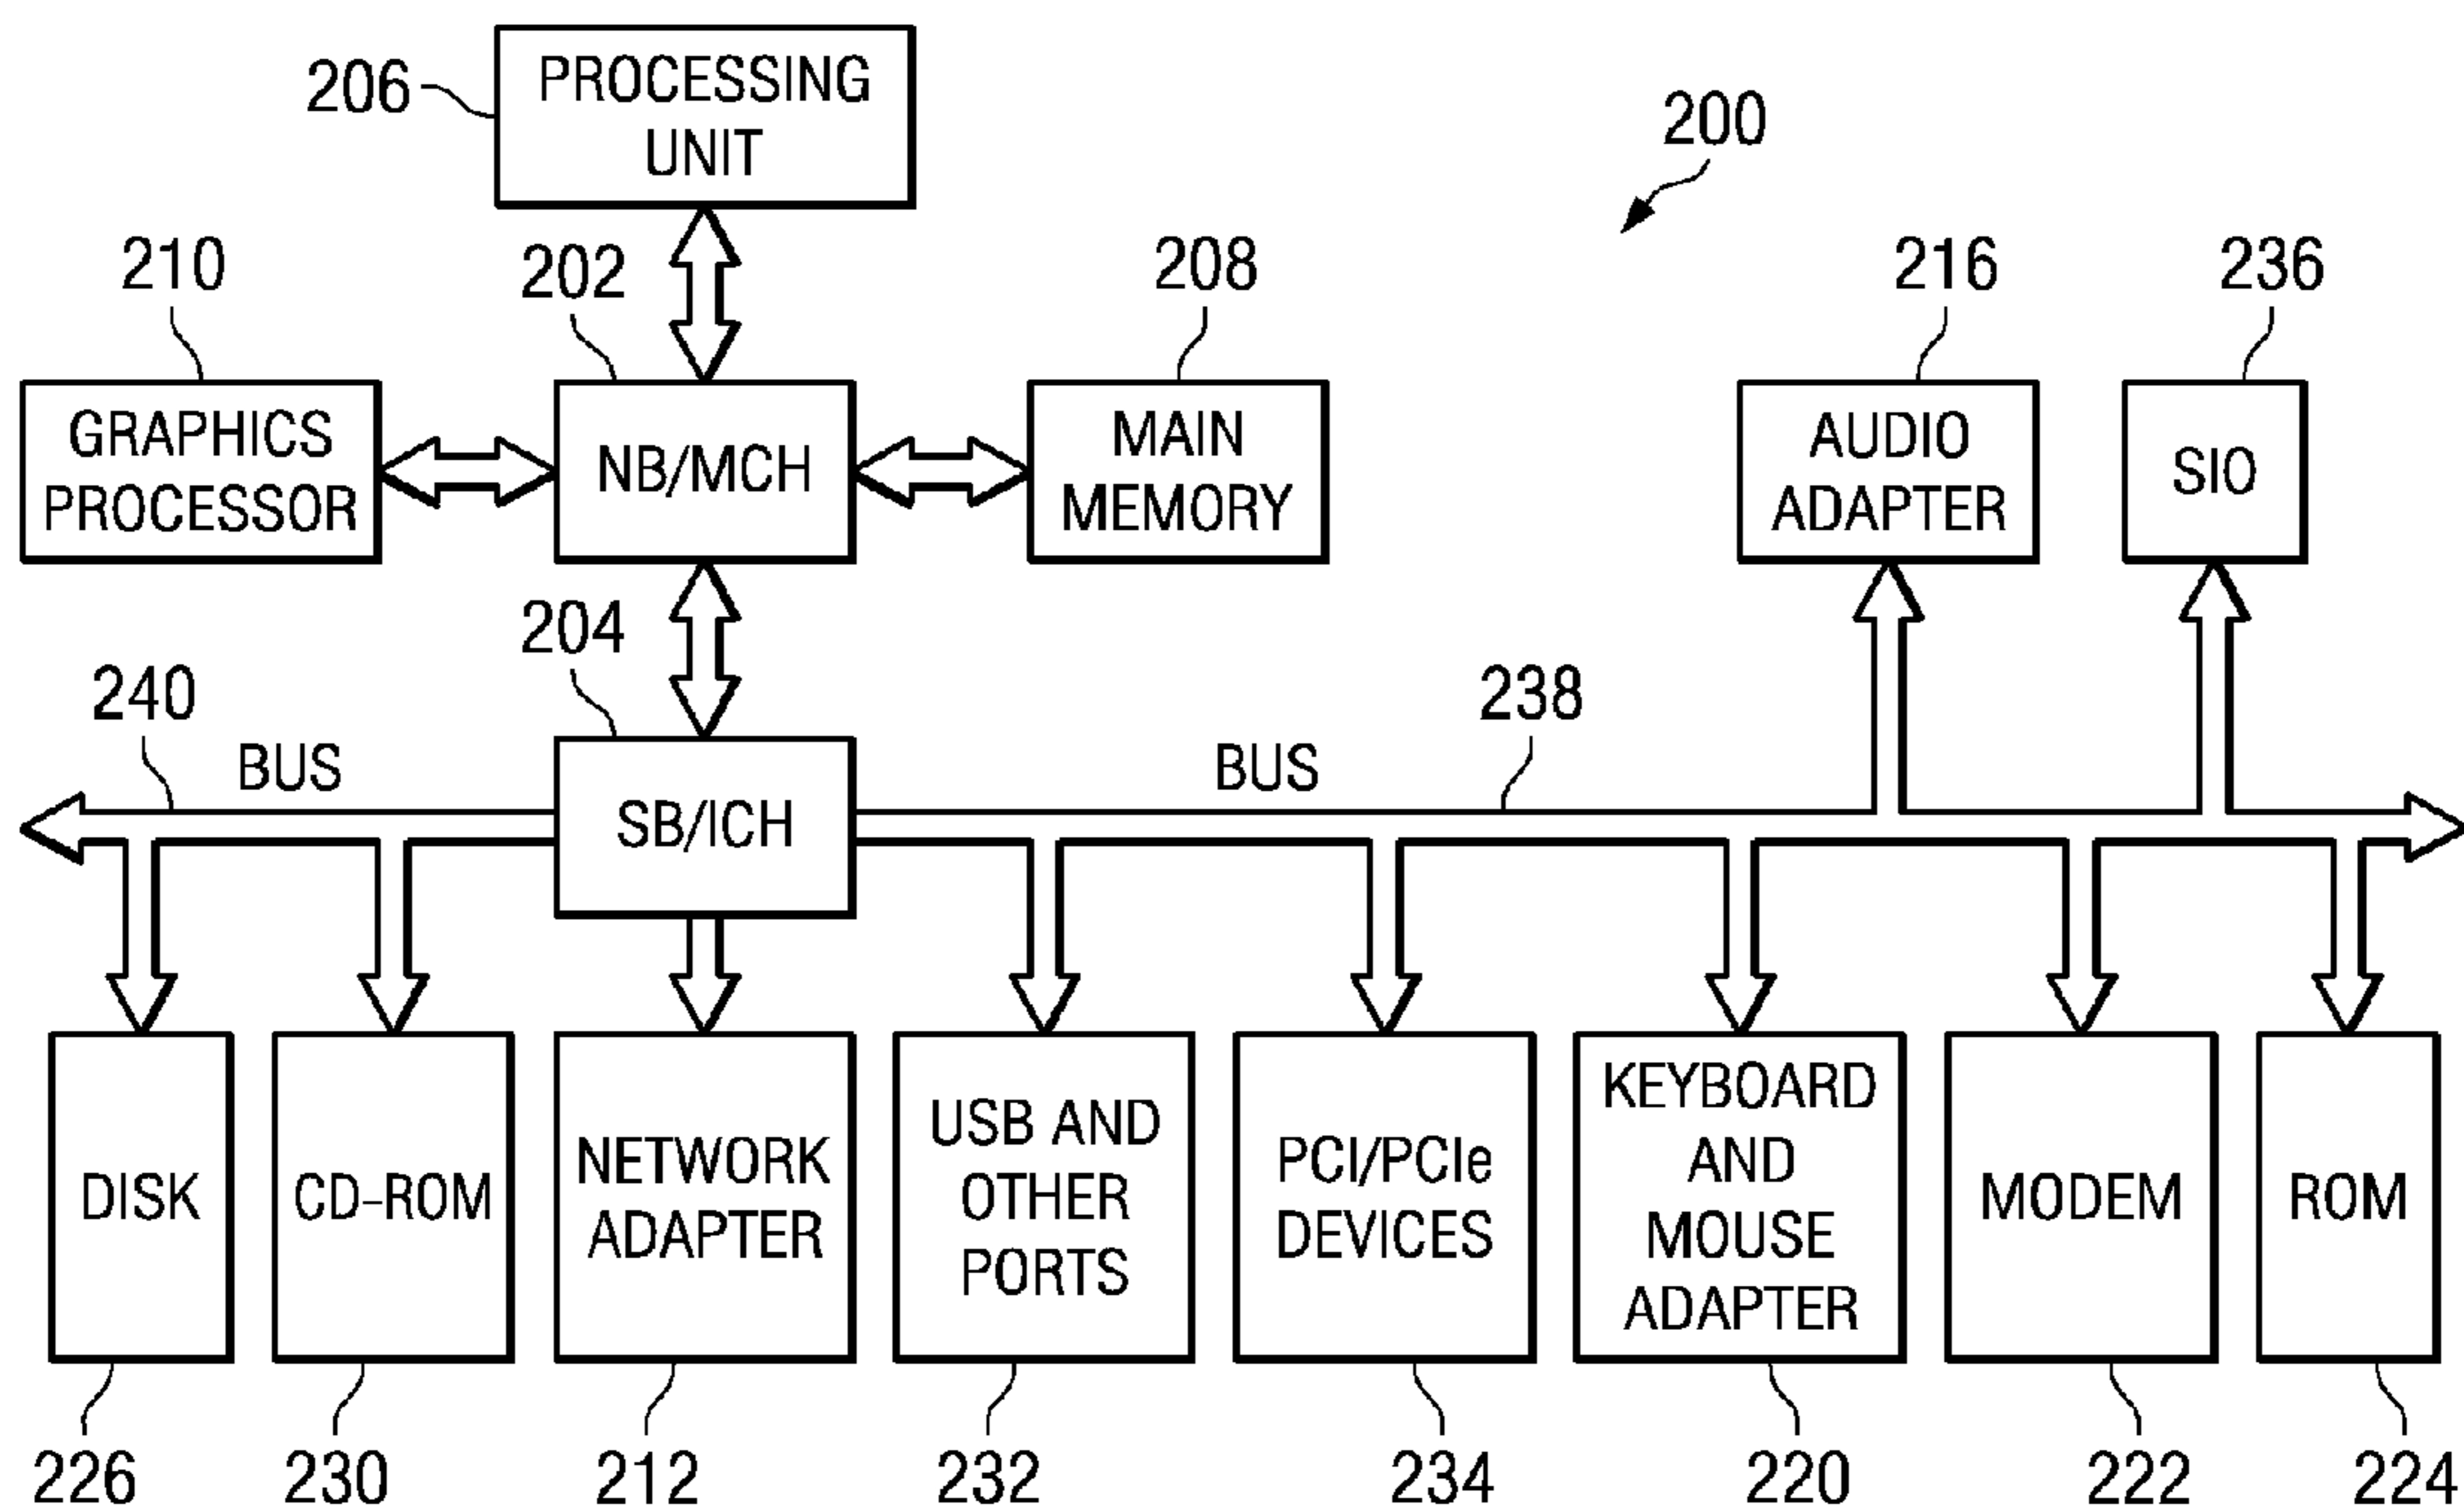 206
PROCESSING
UNIT
200
210
202
208
216
236
GRAPHICS
PROCESSOR
NB/MCH
MAIN
MEMORY
AUDIO
ADAPTER
SIO
204
240
BUS
238
BUS
SB/ICH
DISK
CD-ROM
NETWORK
ADAPTER
USB AND
OTHER
PORTS
PCI/PCIe
DEVICES
KEYBOARD
AND
MOUSE
ADAPTER
MODEM
ROM
226
230
212
232
234
220
222
224